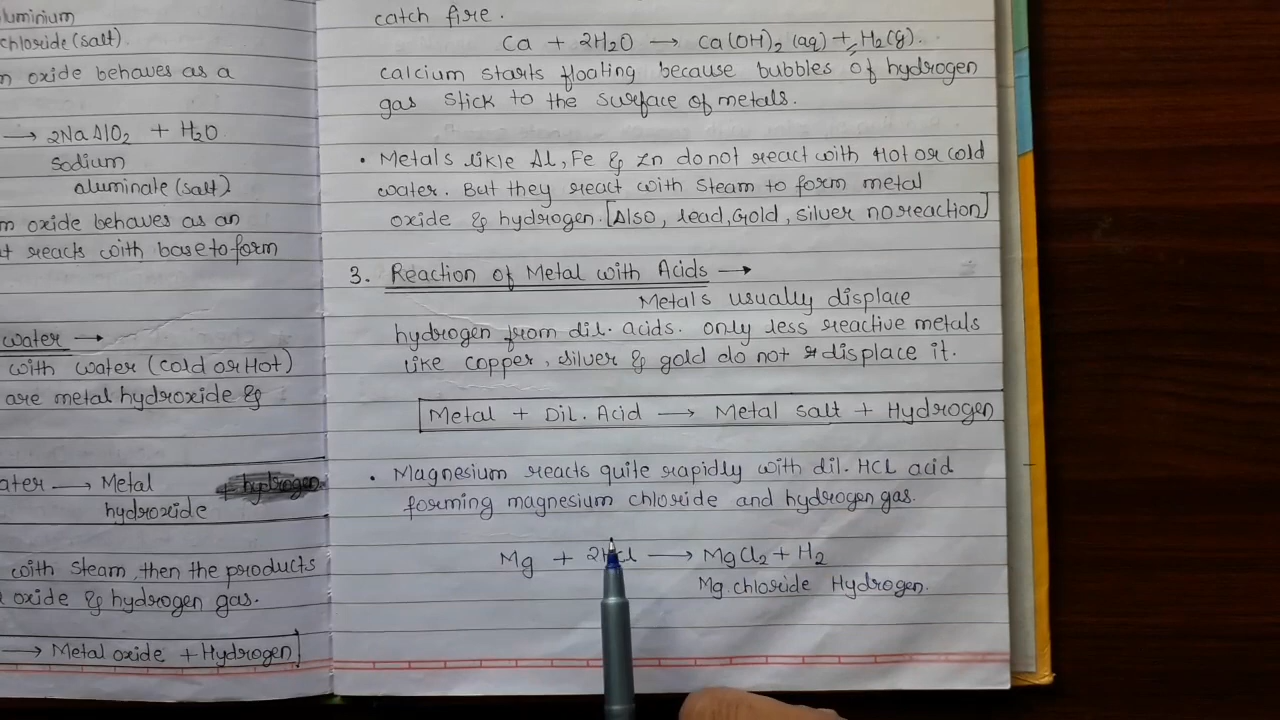 luminium
chloride (salt).
oxide behaves as a
→ 2NaAlO2 + H2O
Sodium
aluminate (salt)
oxide behaves as an
reacts with base to form
water →
with water (cold or Hot)
are metal hydroxide &
ater → Metal + hydrogen
hydroxide
with steam, then the products
oxide & hydrogen gas.
→ Metal oxide + Hydrogen
catch fire.
Ca + 2H2O → Ca(OH)2 (aq) + H2(g).
calcium starts floating because bubbles of hydrogen
gas stick to the surface of metals.
• Metals likle Al, Fe & Zn do not react with Hot or cold
water. But they react with Steam to form metal
oxide & hydrogen. [Also, lead, Gold, silver no reaction]
3. Reaction of Metal with Acids →
Metals usually displace
hydrogen from dil. acids. only less reactive metals
like copper, silver & gold do not displace it.
Metal + Dil. Acid → Metal salt + Hydrogen
• Magnesium reacts quite rapidly with dil. HCl acid
forming magnesium chloride and hydrogen gas.
Mg + 2HCl → MgCl2 + H2
Mg. chloride Hydrogen.